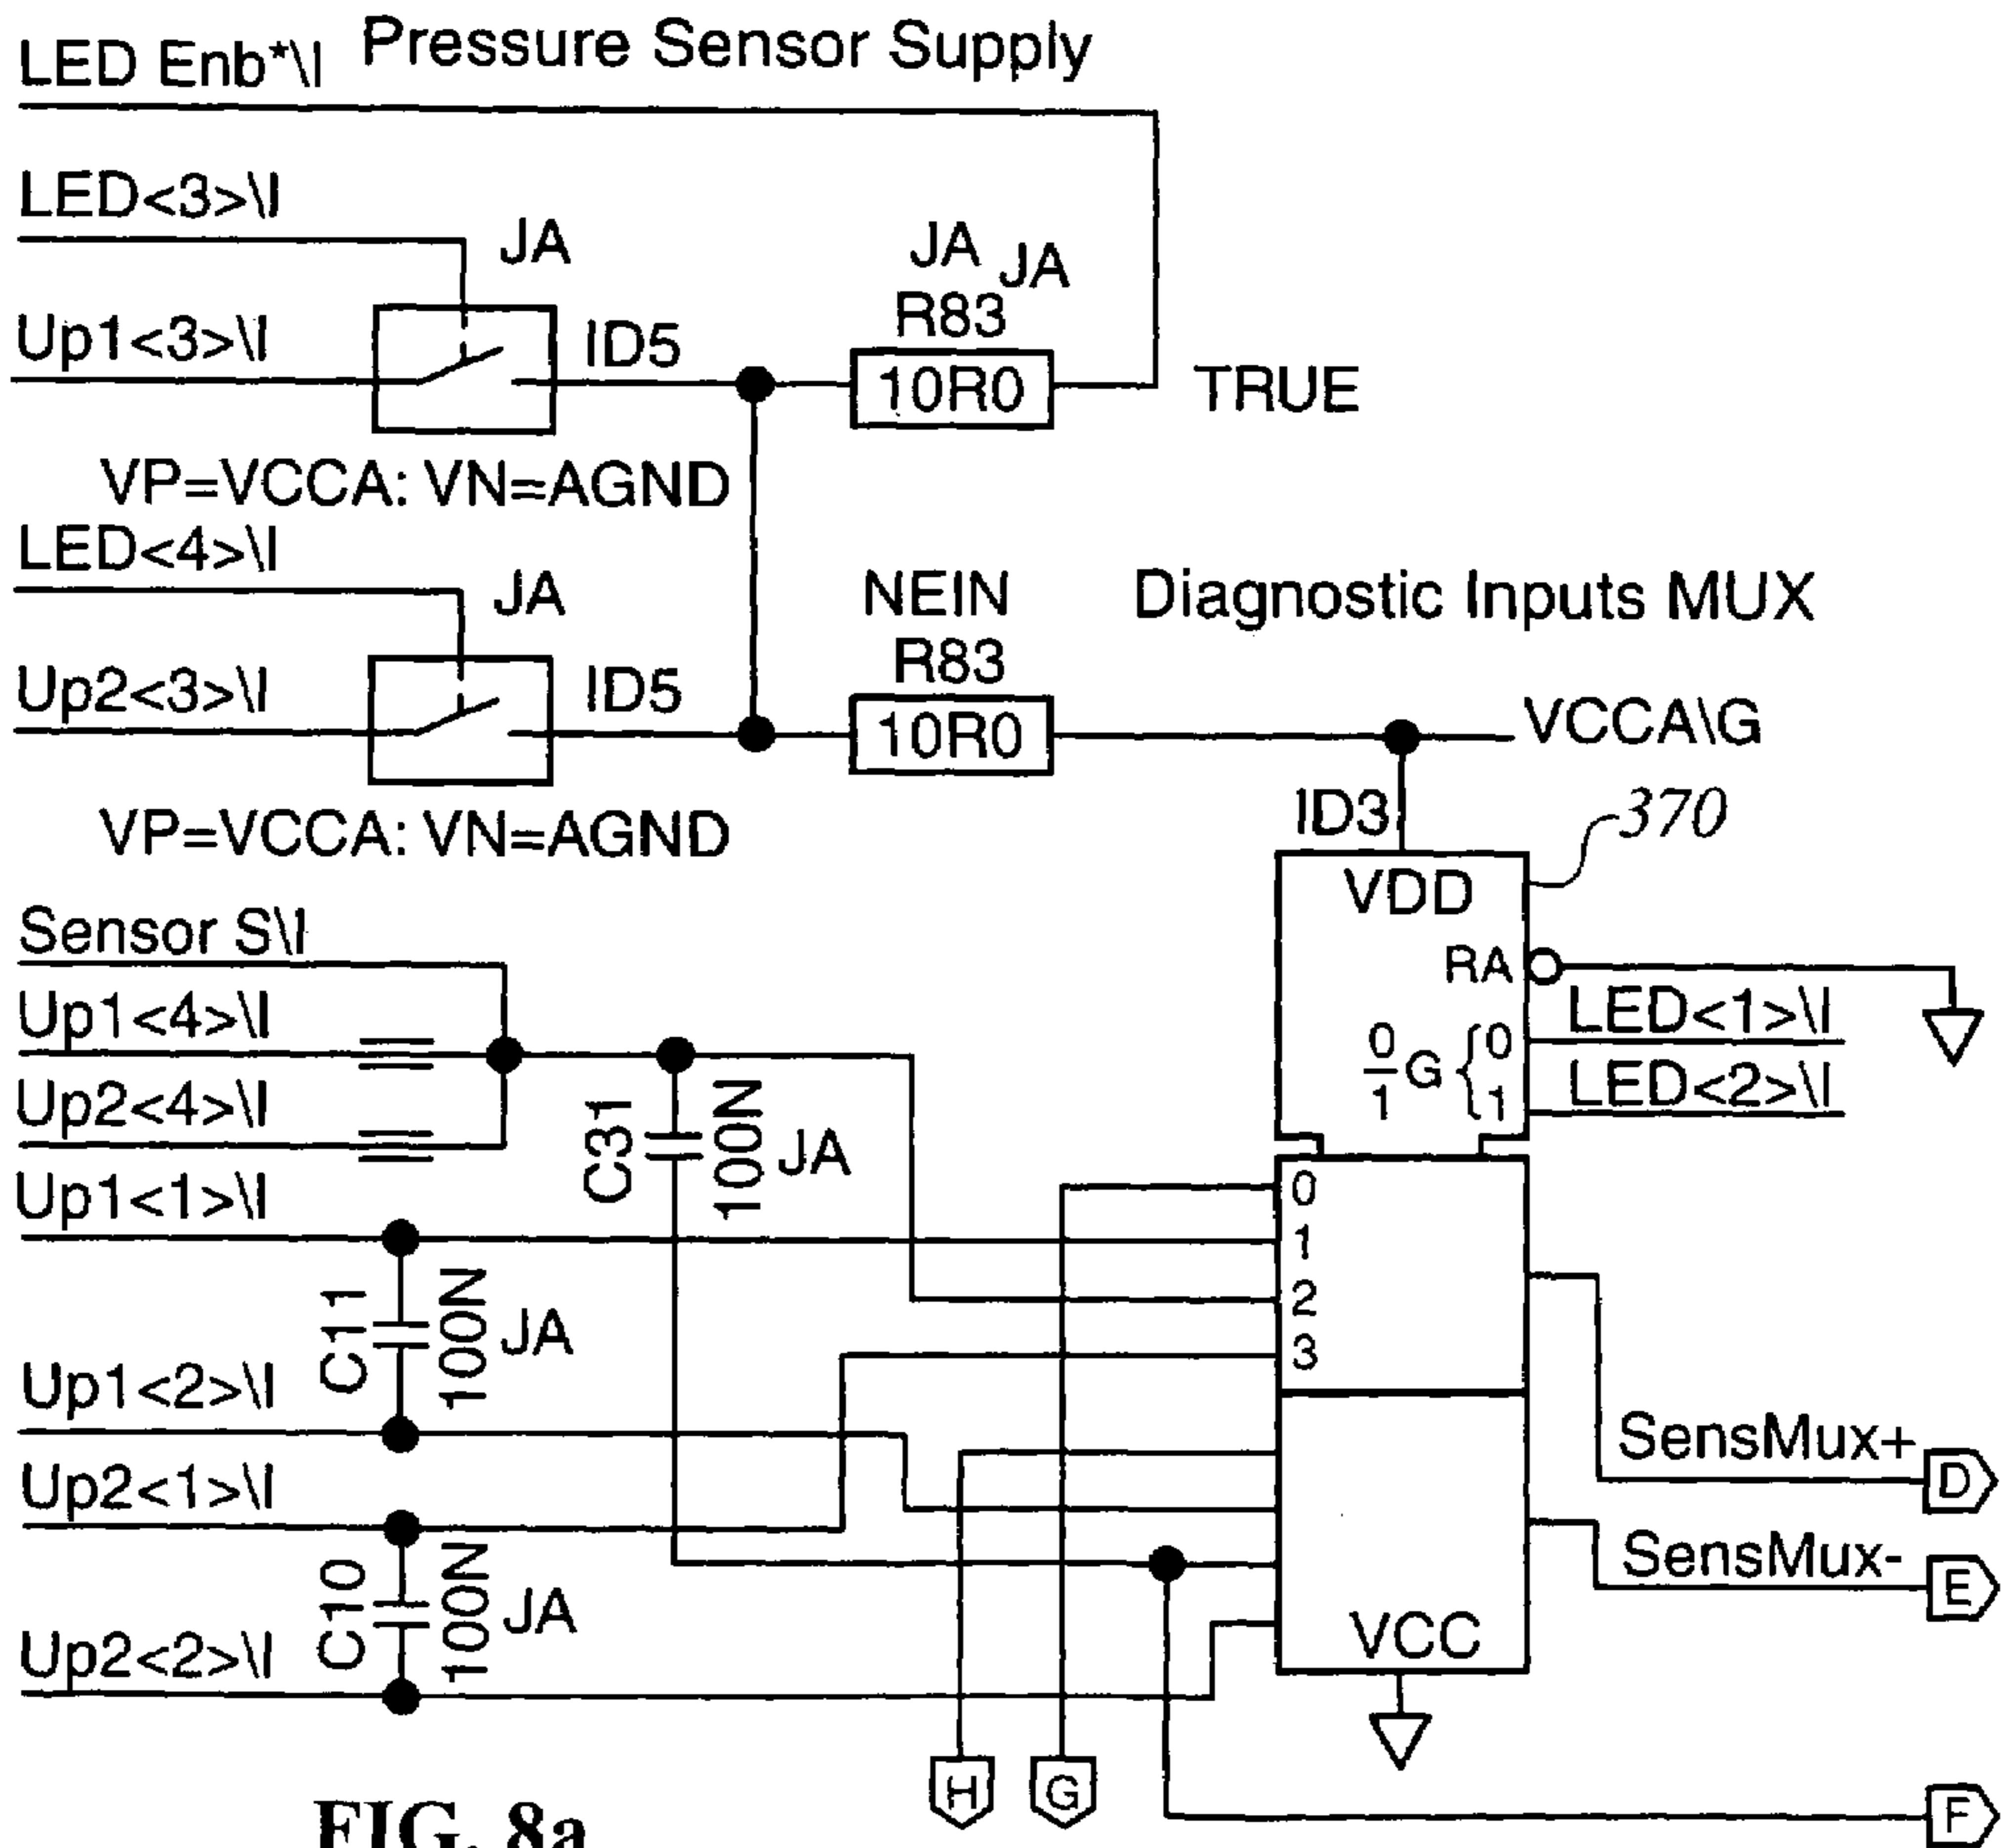 Pressure Sensor Supply
LED Enb*\I
LED<3>\I
JA
JA
JA
R83
Up1<3>\I
ID5
10R0
TRUE
VP=VCCA: VN=AGND
LED<4>\I
JA
NEIN
Diagnostic Inputs MUX
R83
Up2<3>\I
ID5
10R0
VCCA\G
VP=VCCA: VN=AGND
ID3
370
VDD
Sensor S\I
RA
Up1<4>\I
LED<1>\I
0
1
G
{
0
1
LED<2>\I
Up2<4>\I
C31
100N
JA
Up1<1>\I
0
1
2
3
C11
100N
JA
Up1<2>\I
SensMux+
D
Up2<1>\I
SensMux-
E
C10
100N
JA
VCC
Up2<2>\I
H
G
F
FIG. 8a